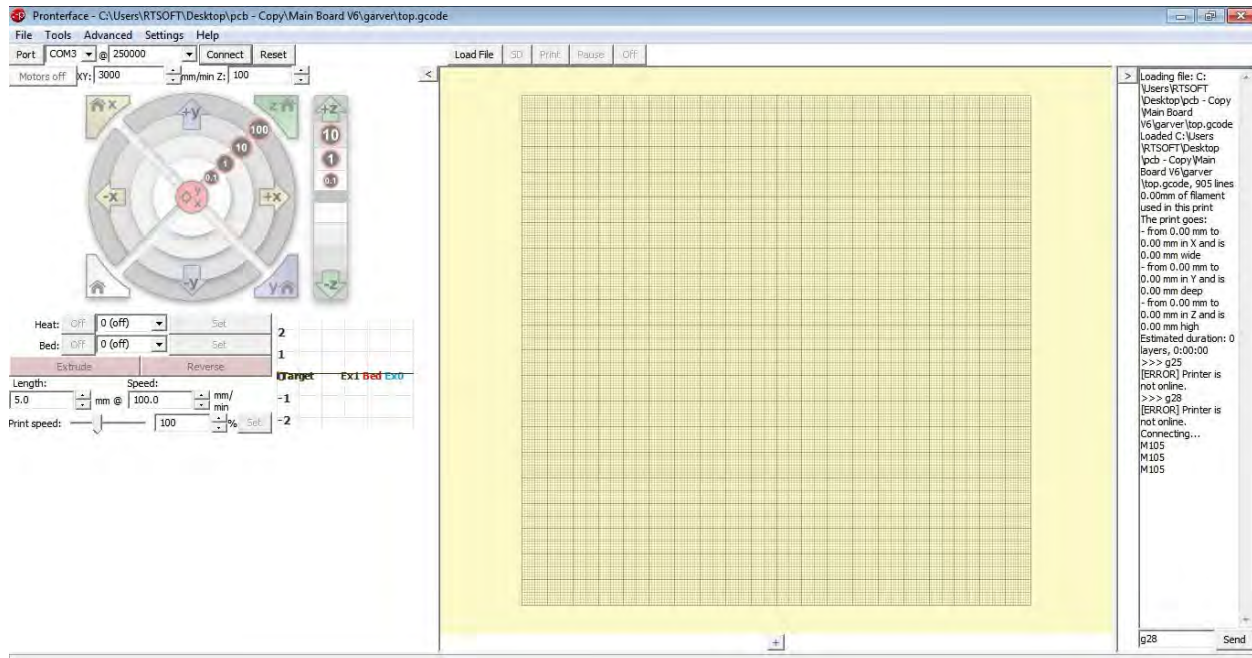 Pronterface - C:\Users\RTSOFT\Desktop\pcb - Copy\Main Board V6\garver\top.gcode
File Tools Advanced Settings Help
Port COM3 @ 250000 Connect Reset
Load File SD Print Pause Off
Motors off XY: 3000 mm/min Z: 100
<
>
x +y z +z
100 10
10 1
1 0.1
0.1
-x y x +x
-y y -z
Heat: Off 0 (off) Set
Bed: Off 0 (off) Set
Extrude Reverse
Length: Speed:
5.0 mm @ 100.0 mm/
min
Print speed: 100 % Set
2
1
Target Ex1 Bed Ex0
-1
-2
+
Loading file: C:
\Users\RTSOFT
\Desktop\pcb - Copy
\Main Board
V6\garver\top.gcode
Loaded C:\Users
\RTSOFT\Desktop
\pcb - Copy\Main
Board V6\garver
\top.gcode, 905 lines
0.00mm of filament
used in this print
The print goes:
- from 0.00 mm to
0.00 mm in X and is
0.00 mm wide
- from 0.00 mm to
0.00 mm in Y and is
0.00 mm deep
- from 0.00 mm to
0.00 mm in Z and is
0.00 mm high
Estimated duration: 0
layers, 0:00:00
>>> g25
[ERROR] Printer is
not online.
>>> g28
[ERROR] Printer is
not online.
Connecting...
M105
M105
M105
g28 Send